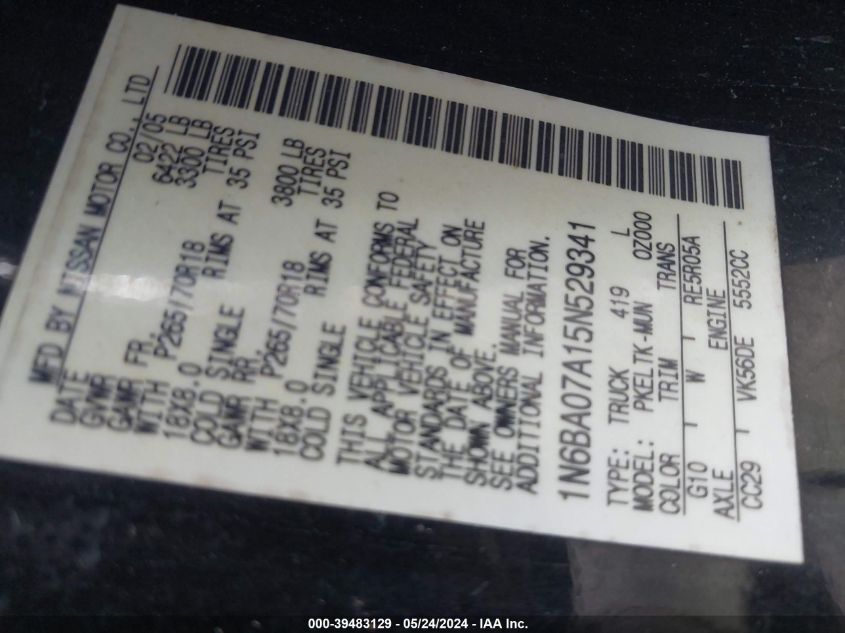 MFD BY NISSAN MOTOR CO., LTD
DATE 02/05
GVWR 6422 LB
GAWR FR. 3300 LB
WITH P265/70R18 TIRES
18X8.0 RIMS AT 35 PSI
COLD SINGLE
GAWR RR. 3800 LB
WITH P265/70R18 TIRES
18X8.0 RIMS AT 35 PSI
COLD SINGLE
THIS VEHICLE CONFORMS TO
ALL APPLICABLE FEDERAL
MOTOR VEHICLE SAFETY
STANDARDS IN EFFECT ON
THE DATE OF MANUFACTURE
SHOWN ABOVE.
SEE OWNERS MANUAL FOR
ADDITIONAL INFORMATION.
1N6BA07A15N529341
TYPE: TRUCK 419 L
MODEL: PKELTK-MUN 0Z000
COLOR TRIM TRANS
G10 W RE5R05A
AXLE ENGINE
CC29 VK56DE 5552CC
000-39483129 - 05/24/2024 - IAA Inc.